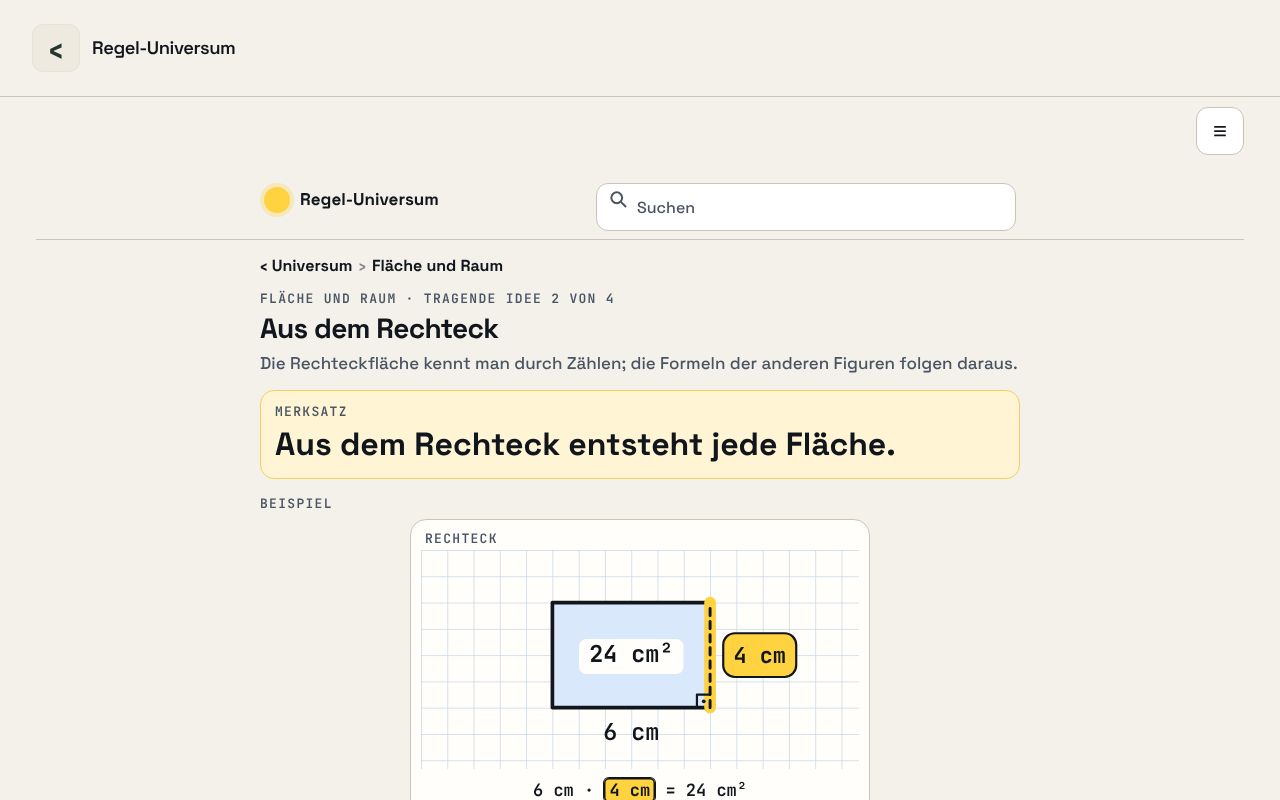 < Regel-Universum
≡
Regel-Universum
Suchen
< Universum > Fläche und Raum
FLÄCHE UND RAUM · TRAGENDE IDEE 2 VON 4
Aus dem Rechteck
Die Rechteckfläche kennt man durch Zählen; die Formeln der anderen Figuren folgen daraus.
MERKSATZ
Aus dem Rechteck entsteht jede Fläche.
BEISPIEL
RECHTECK
24 cm²
4 cm
6 cm
6 cm · 4 cm = 24 cm²